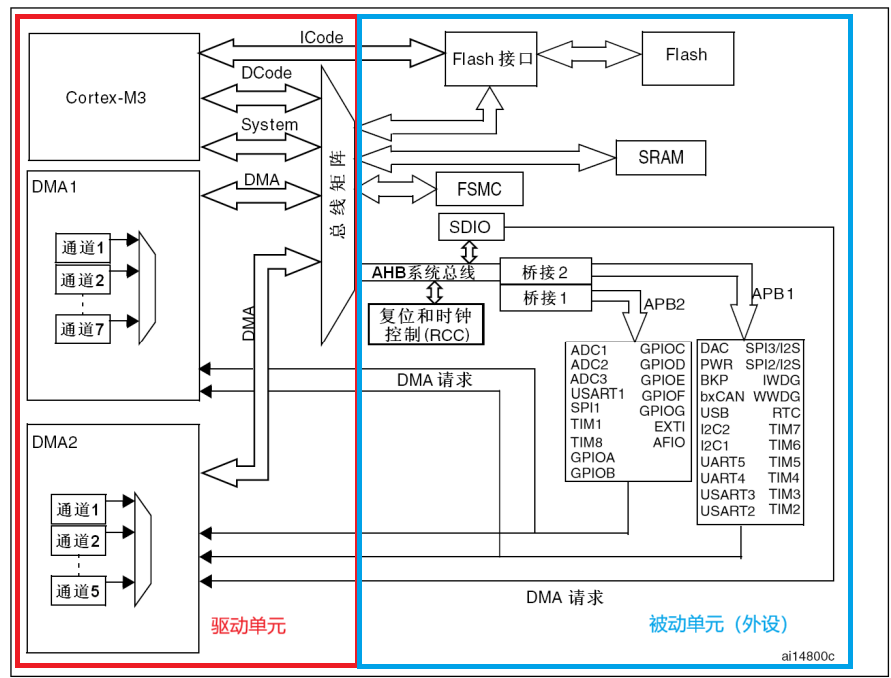 Cortex-M3
ICode
DCode
System
DMA
总线矩阵
Flash 接口
Flash
SRAM
FSMC
SDIO
AHB系统总线
桥接2
桥接1
复位和时钟
控制(RCC)
APB2
APB1
DMA1
通道1
通道2
通道7
DMA
DMA 请求
DMA2
通道1
通道2
通道5
ADC1 GPIOC
ADC2 GPIOD
ADC3 GPIOE
USART1 GPIOF
SPI1 GPIOG
TIM1 EXTI
TIM8 AFIO
GPIOA
GPIOB
DAC SPI3/I2S
PWR SPI2/I2S
BKP IWDG
bxCAN WWDG
USB RTC
I2C2 TIM7
I2C1 TIM6
UART5 TIM5
UART4 TIM4
USART3 TIM3
USART2 TIM2
DMA 请求
驱动单元
被动单元（外设）
ai14800c